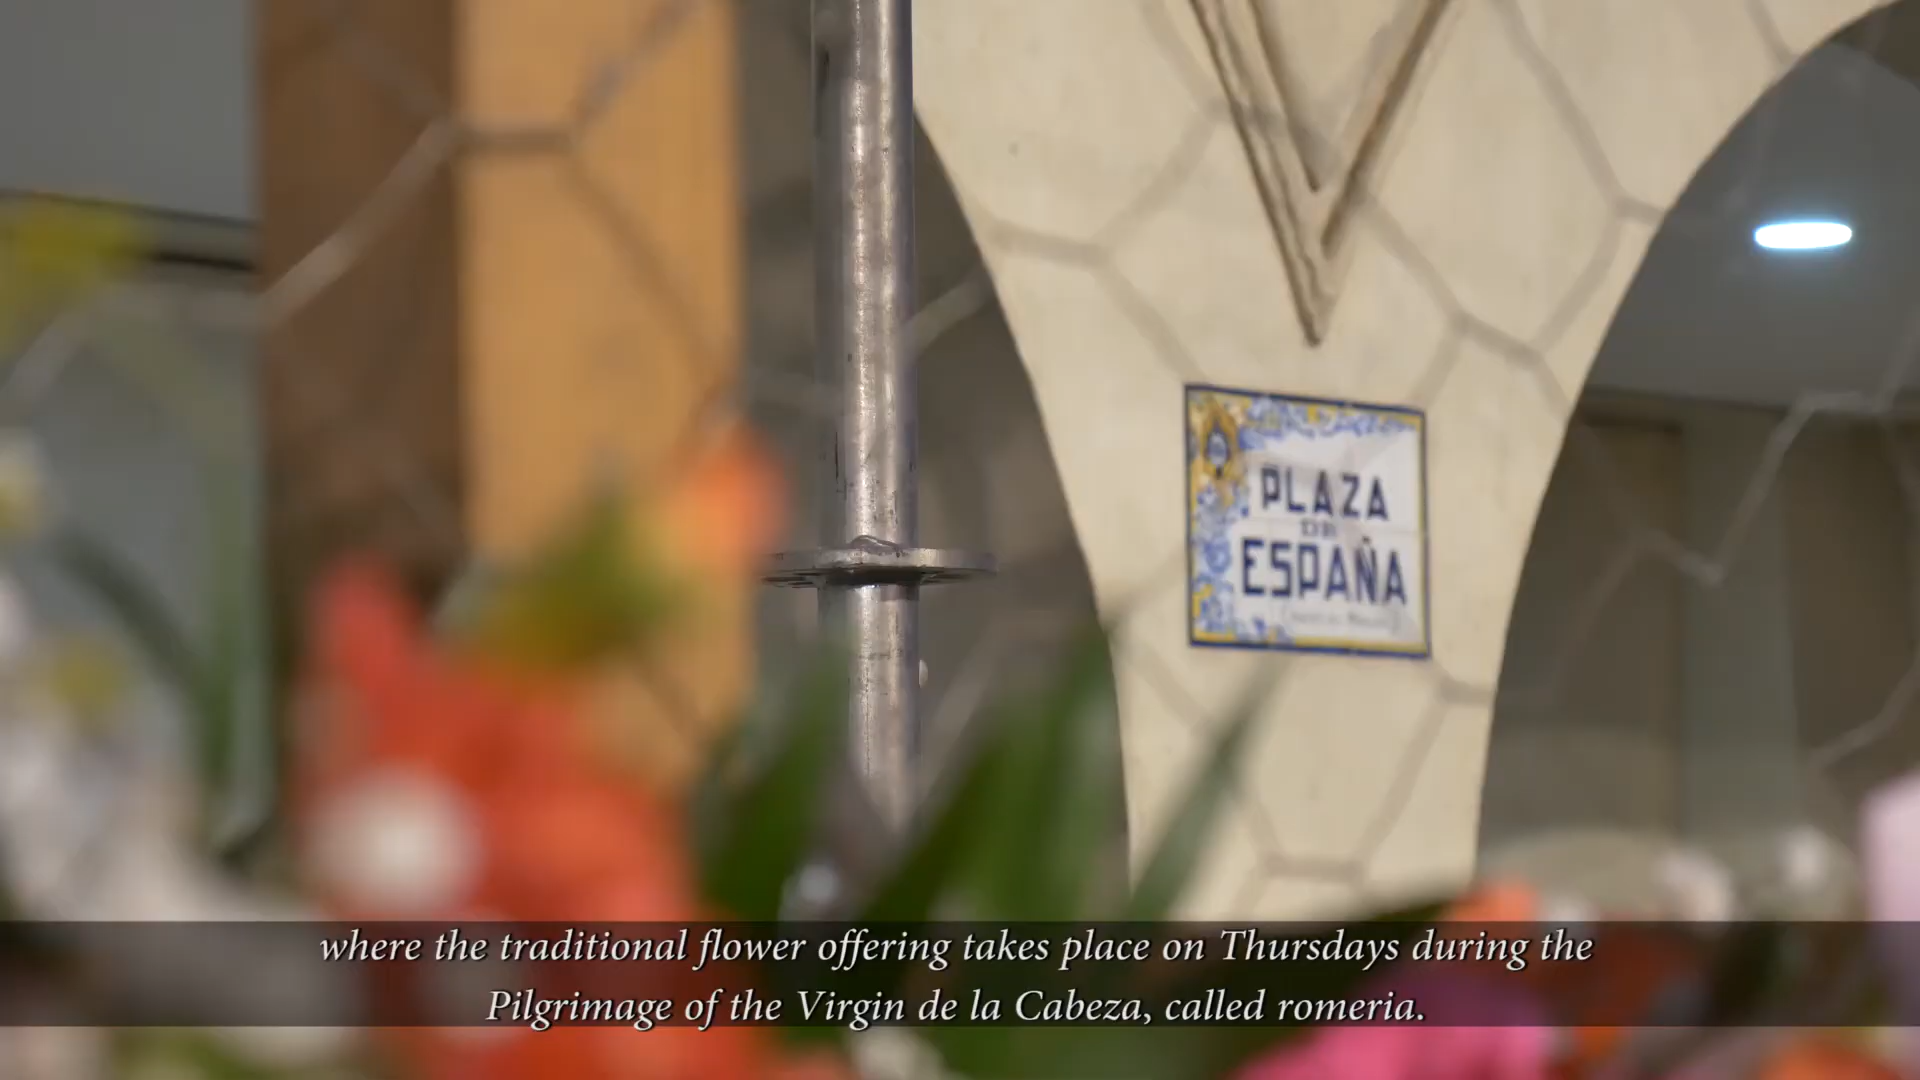 PLAZA
DE
ESPAÑA
where the traditional flower offering takes place on Thursdays during the
Pilgrimage of the Virgin de la Cabeza, called romeria.